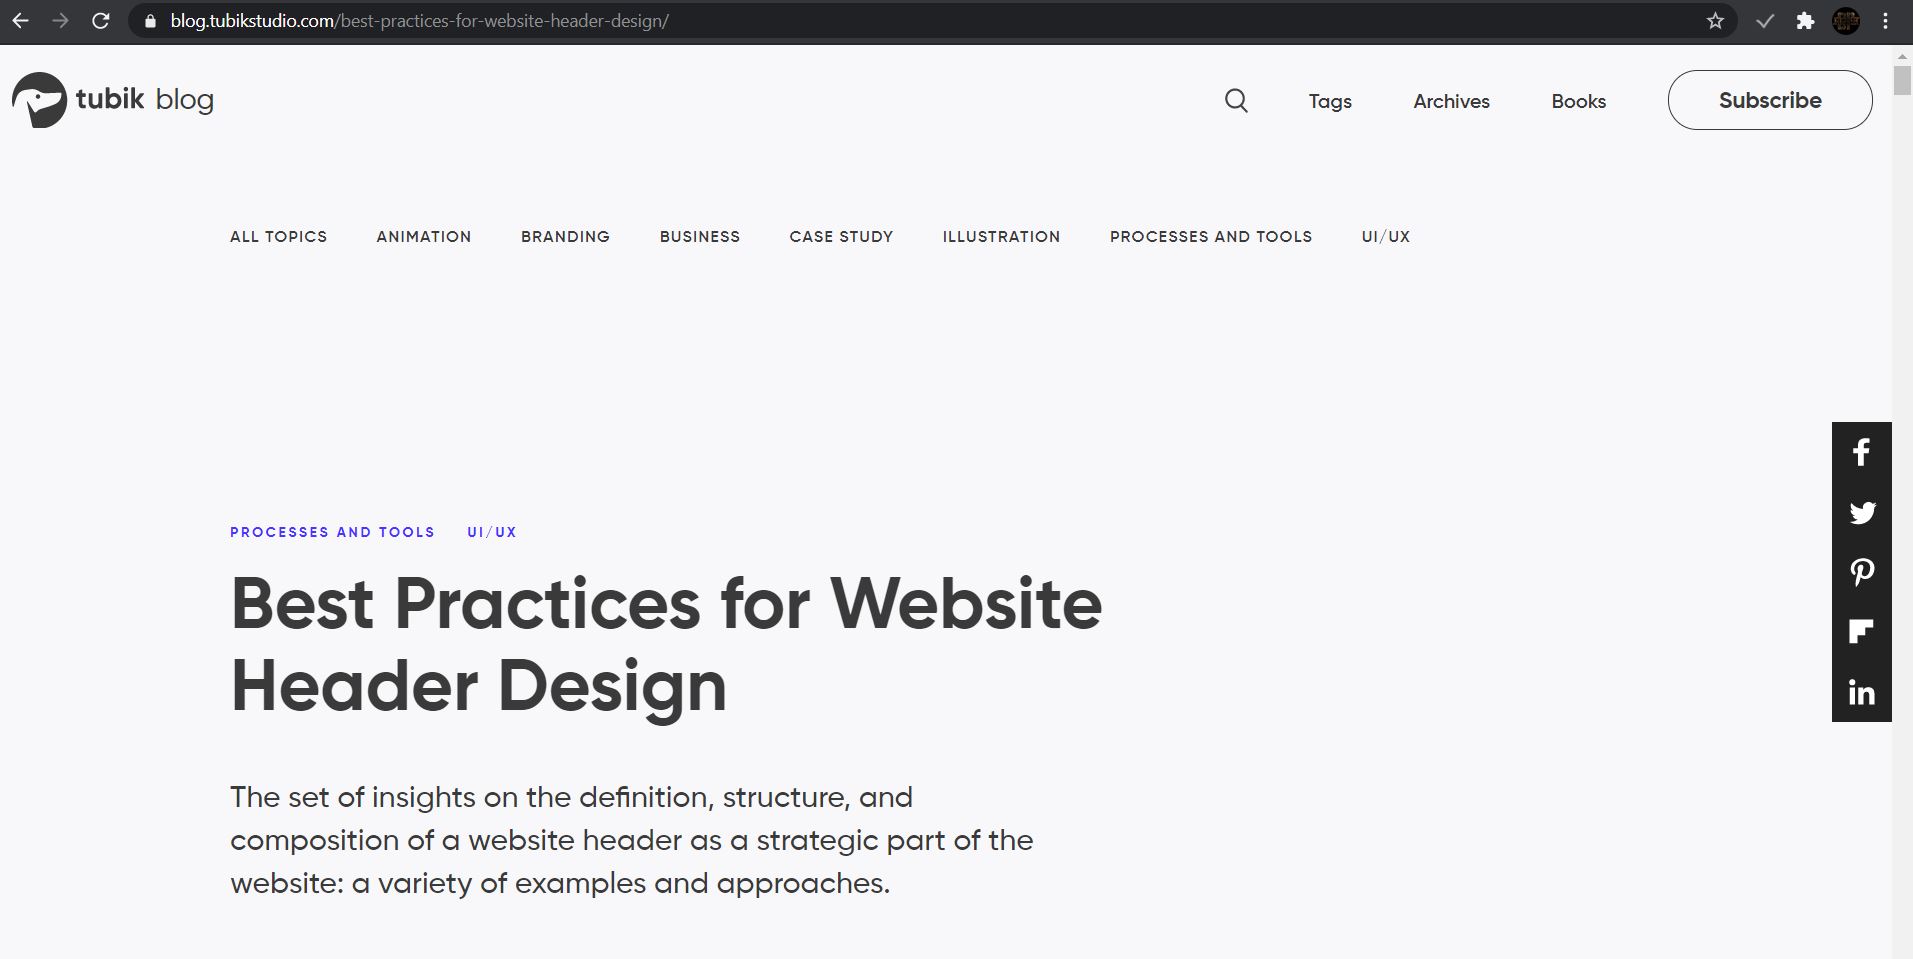 blog.tubikstudio.com/best-practices-for-website-header-design/
tubik blog
Tags Archives Books Subscribe
ALL TOPICS ANIMATION BRANDING BUSINESS CASE STUDY ILLUSTRATION PROCESSES AND TOOLS UI/UX
PROCESSES AND TOOLS UI/UX
Best Practices for Website
Header Design
The set of insights on the definition, structure, and
composition of a website header as a strategic part of the
website: a variety of examples and approaches.